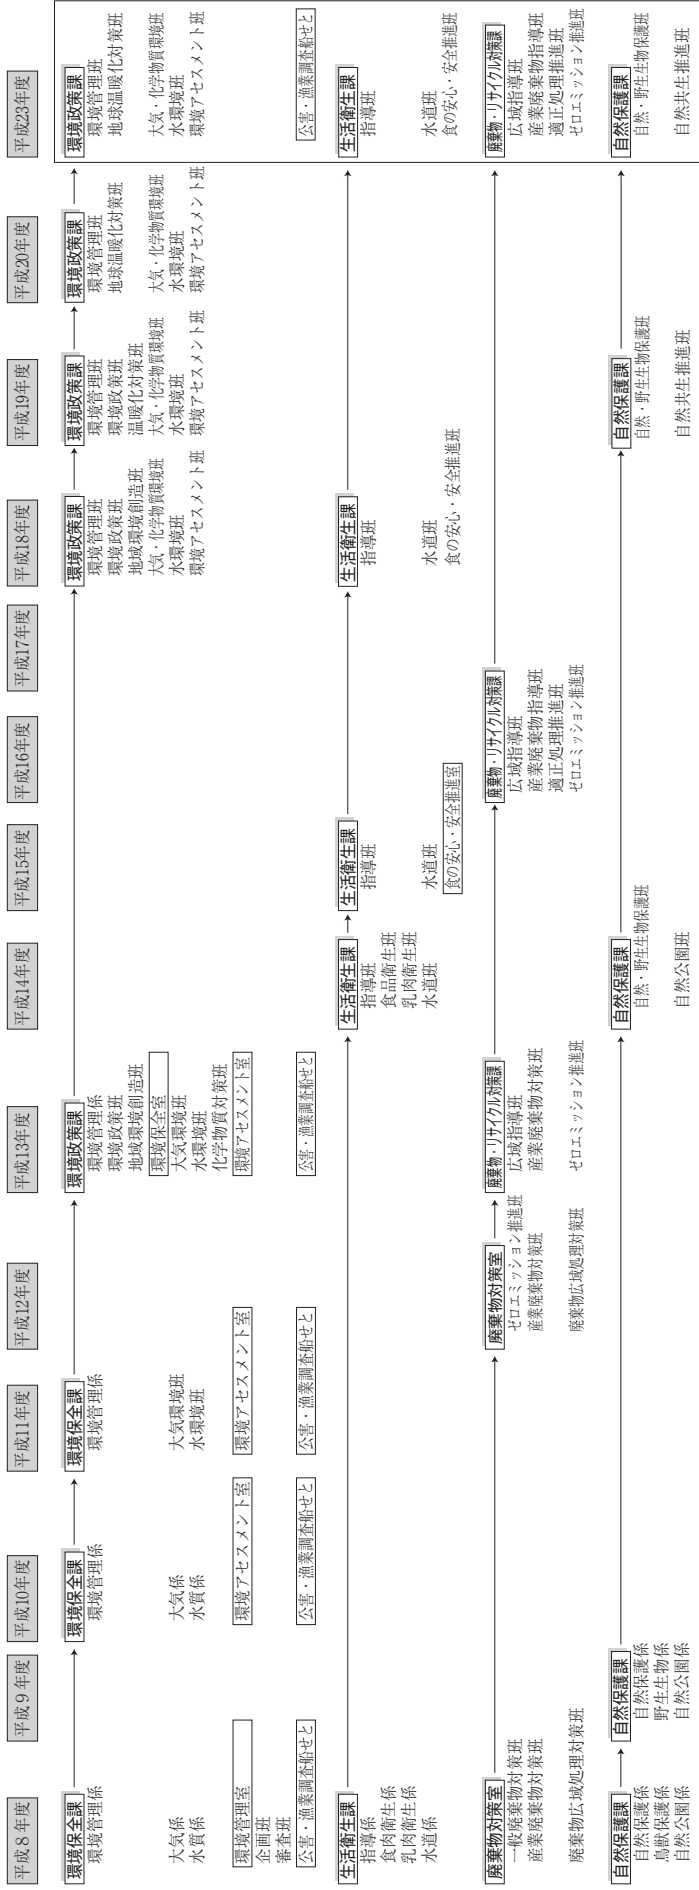 平成8年度
平成9年度
平成10年度
平成11年度
平成12年度
平成13年度
平成14年度
平成15年度
平成16年度
平成17年度
平成18年度
平成19年度
平成20年度
平成23年度
環境保全課
環境管理係
大気係
水質係
環境管理室
企画班
審査班
公害・漁業調査船せと
環境保全課
環境管理係
大気係
水質係
環境アセスメント室
公害・漁業調査船せと
環境保全課
環境管理係
大気環境班
水環境班
環境アセスメント室
公害・漁業調査船せと
環境政策課
環境管理係
環境政策班
地域環境創造班
環境保全室
大気環境班
水環境班
化学物質対策班
環境アセスメント室
公害・漁業調査船せと
環境政策課
環境管理班
環境政策班
地域環境創造班
大気・化学物質環境班
水環境班
環境アセスメント班
環境政策課
環境管理班
環境政策班
温暖化対策班
大気・化学物質環境班
水環境班
環境アセスメント班
環境政策課
環境管理班
地球温暖化対策班
大気・化学物質環境班
水環境班
環境アセスメント班
環境政策課
環境管理班
地球温暖化対策班
大気・化学物質環境班
水環境班
環境アセスメント班
公害・漁業調査船せと
生活衛生課
指導係
食肉衛生係
乳肉衛生係
水道係
生活衛生課
指導班
食品衛生班
乳肉衛生班
水道班
生活衛生課
指導班
水道班
食の安心・安全推進室
生活衛生課
指導班
水道班
食の安心・安全推進班
生活衛生課
指導班
水道班
食の安心・安全推進班
廃棄物対策室
一般廃棄物対策班
産業廃棄物対策班
廃棄物広域処理対策班
廃棄物対策室
ゼロエミッション推進班
産業廃棄物対策班
廃棄物広域処理対策班
廃棄物・リサイクル対策課
広域指導班
産業廃棄物対策班
ゼロエミッション推進班
廃棄物・リサイクル対策課
広域指導班
産業廃棄物指導班
適正処理推進班
ゼロエミッション推進班
廃棄物・リサイクル対策課
広域指導班
産業廃棄物指導班
適正処理推進班
ゼロエミッション推進班
自然保護課
自然保護係
鳥獣保護係
自然公園係
自然保護課
自然保護係
野生生物係
自然公園係
自然保護課
自然・野生生物保護班
自然公園班
自然保護課
自然・野生生物保護班
自然共生推進班
自然保護課
自然・野生生物保護班
自然共生推進班